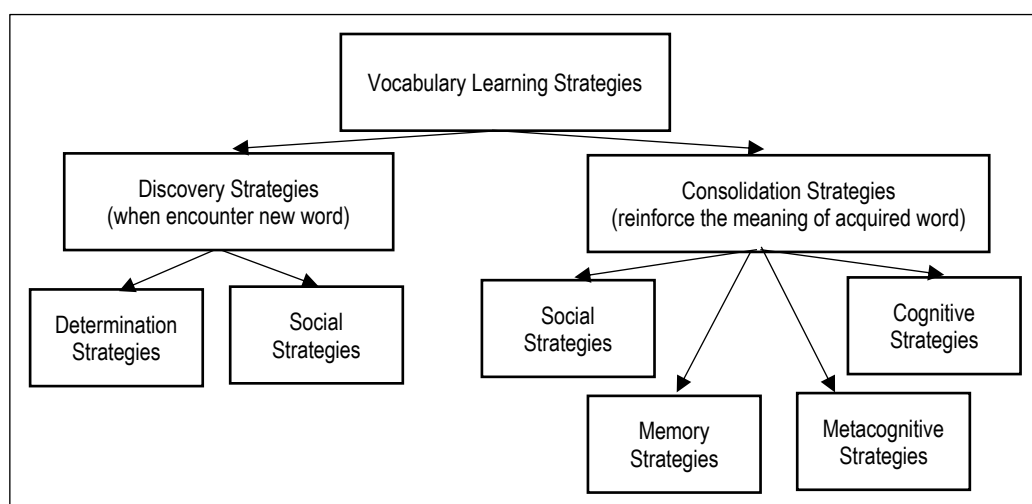 Vocabulary Learning Strategies
Discovery Strategies
(when encounter new word)
Consolidation Strategies
(reinforce the meaning of acquired word)
Determination
Strategies
Social
Strategies
Social
Strategies
Cognitive
Strategies
Memory
Strategies
Metacognitive
Strategies